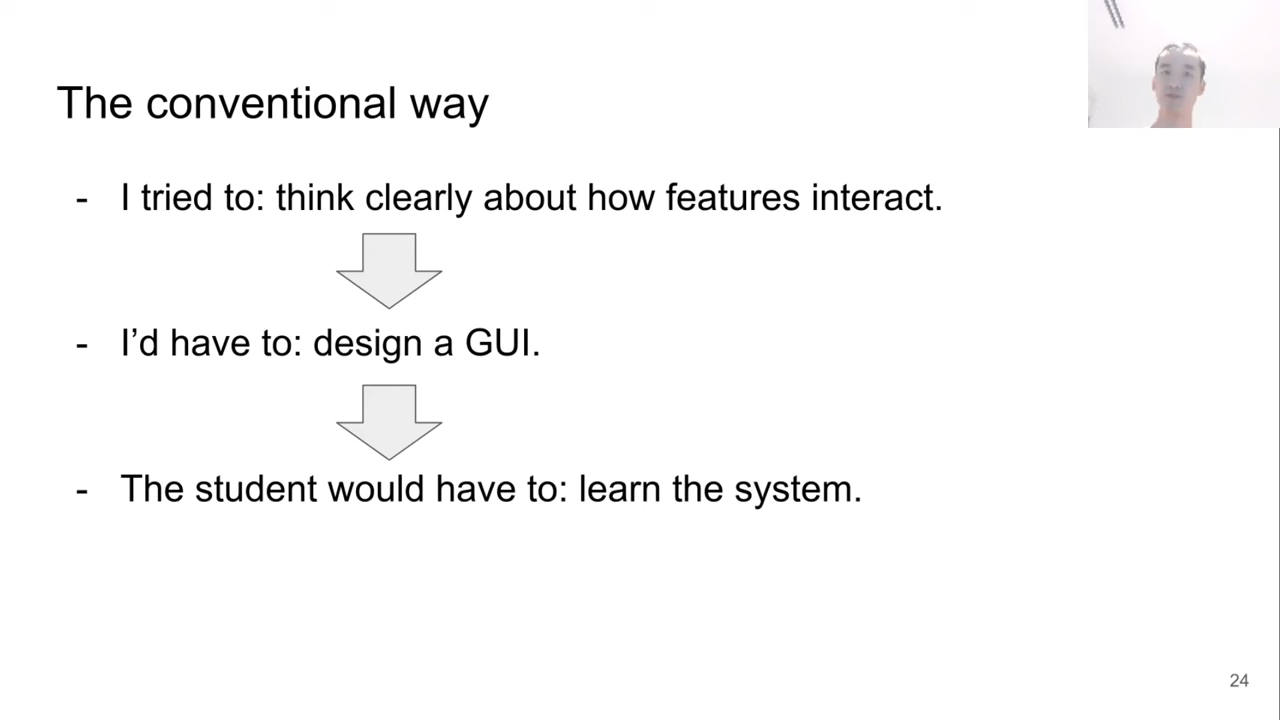 The conventional way
- I tried to: think clearly about how features interact.
- I’d have to: design a GUI.
- The student would have to: learn the system.
24